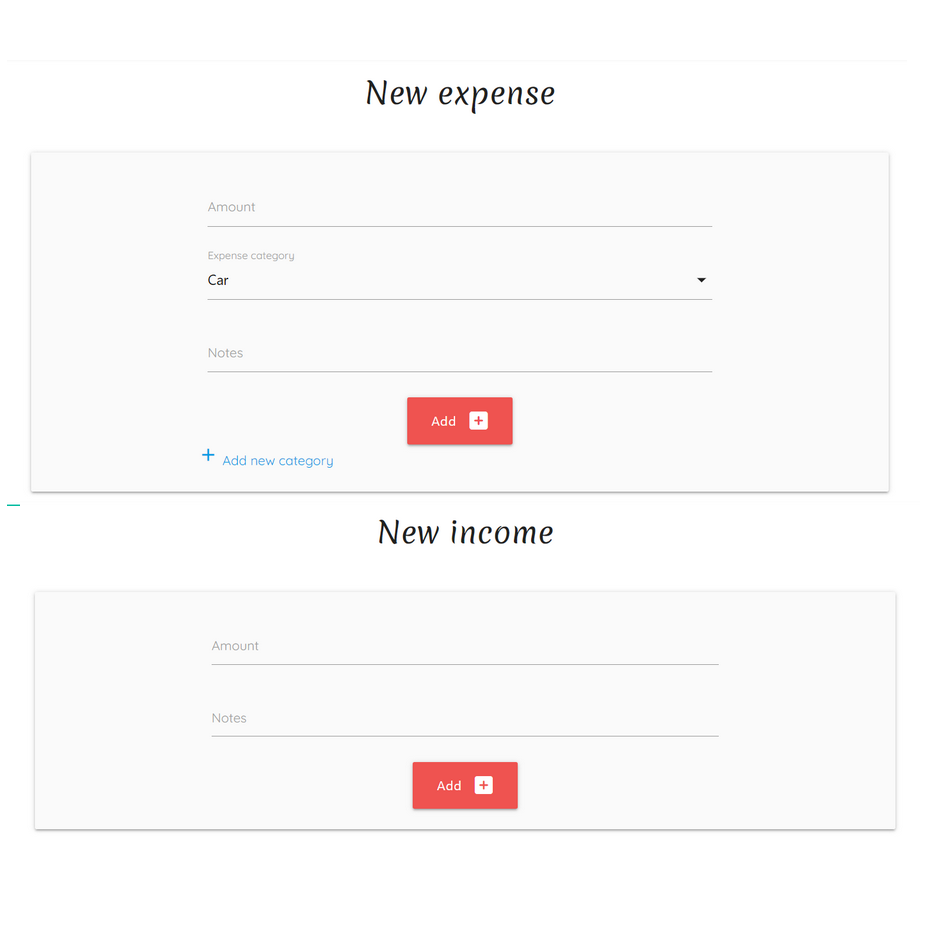 New expense
Amount
Expense category
Car
Notes
Add
Add new category
New income
Amount
Notes
Add